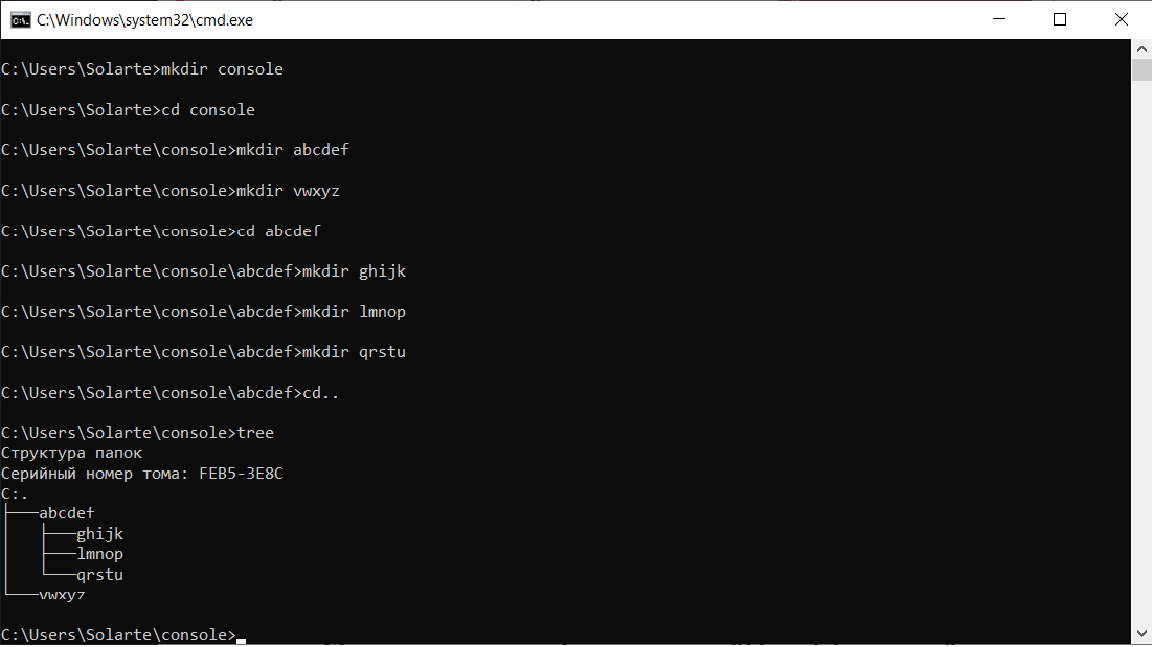 C:\Windows\system32\cmd.exe
C:\Users\Solarte>mkdir console
C:\Users\Solarte>cd console
C:\Users\Solarte\console>mkdir abcdef
C:\Users\Solarte\console>mkdir vwxyz
C:\Users\Solarte\console>cd abcdef
C:\Users\Solarte\console\abcdef>mkdir ghijk
C:\Users\Solarte\console\abcdef>mkdir lmnop
C:\Users\Solarte\console\abcdef>mkdir qrstu
C:\Users\Solarte\console\abcdef>cd..
C:\Users\Solarte\console>tree
Структура папок
Серийный номер тома: FEB5-3E8C
C:.
├───abcdef
│   ├───ghijk
│   ├───lmnop
│   └───qrstu
└───vwxyz
C:\Users\Solarte\console>